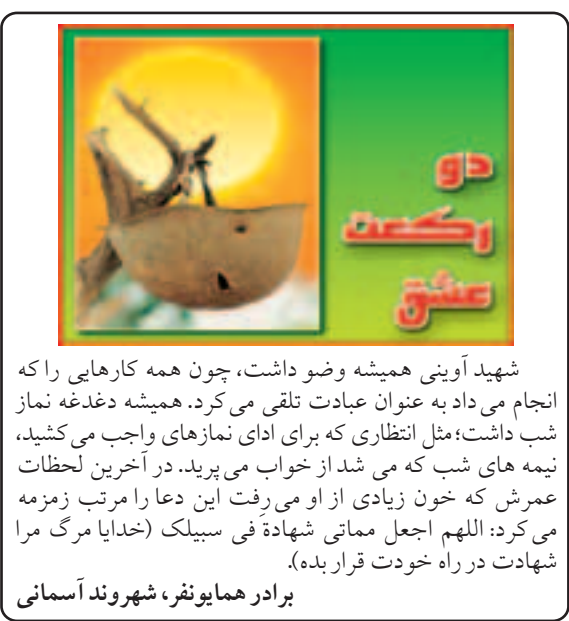 دو
رکعت
عشق
شهید آوینی همیشه وضو داشت، چون همه کارهایی را که
انجام می‌داد به عنوان عبادت تلقی می‌کرد. همیشه دغدغه نماز
شب داشت؛ مثل انتظاری که برای ادای نمازهای واجب می‌کشید،
نیمه های شب که می شد از خواب می‌پرید. در آخرین لحظات
عمرش که خون زیادی از او می‌رفت این دعا را مرتب زمزمه
می‌کرد: اللهم اجعل مماتی شهادةَ فی سبیلک (خدایا مرگ مرا
شهادت در راه خودت قرار بده).
برادر همایونفر، شهروند آسمانی